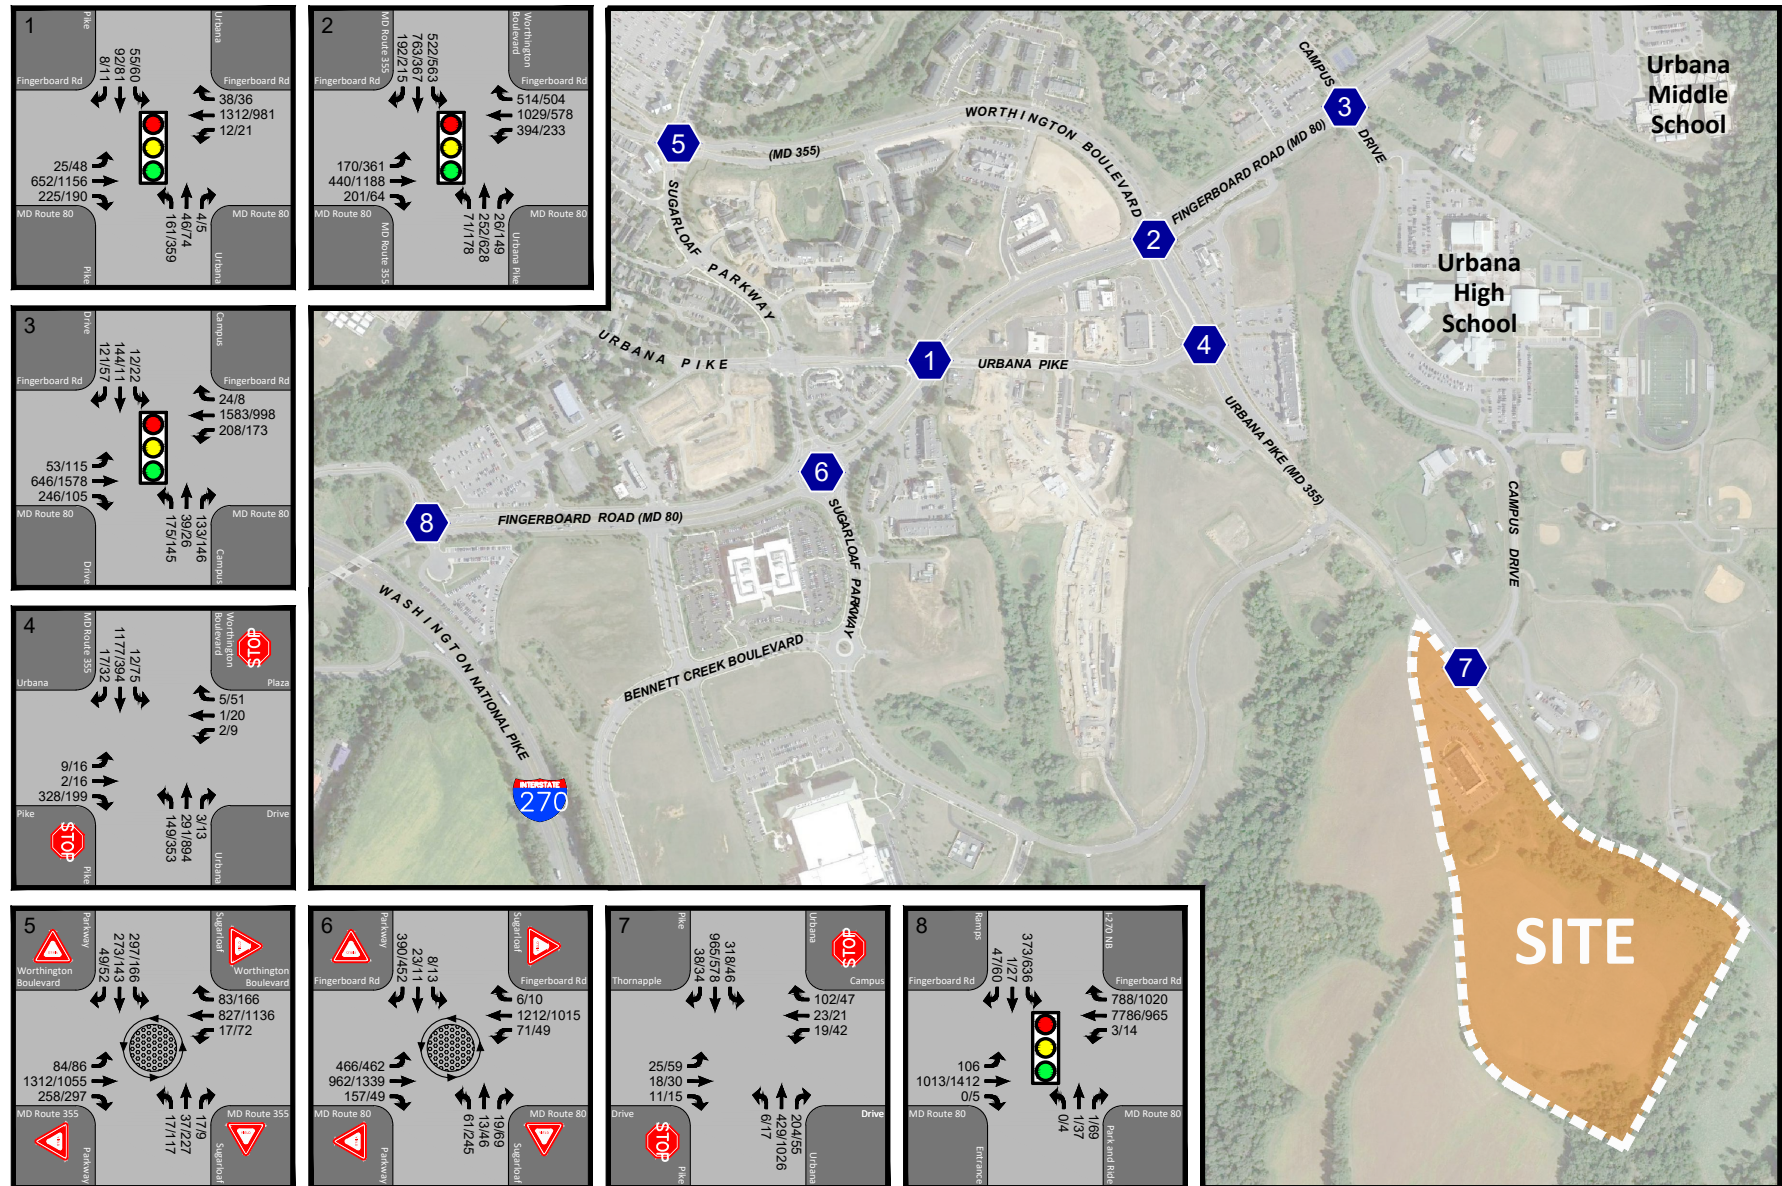 1
Pike
Urbana
Fingerboard Rd
Fingerboard Rd
8/11
92/81
55/60
38/36
1312/981
12/21
25/48
652/1156
225/190
161/359
46/74
4/5
MD Route 80
MD Route 80
Pike
Urbana
2
MD Route 355
Worthington
Boulevard
Fingerboard Rd
Fingerboard Rd
192/215
763/367
522/563
514/504
1029/578
394/233
170/361
440/1188
201/64
71/178
252/628
26/149
MD Route 80
MD Route 80
MD Route 355
Urbana Pike
3
Drive
Campus
Fingerboard Rd
Fingerboard Rd
121/57
144/11
12/22
24/8
1583/998
208/173
53/115
646/1578
246/105
175/145
39/26
133/146
MD Route 80
MD Route 80
Drive
Campus
4
MD Route 355
Worthington
Boulevard
STOP
Urbana
Plaza
17/32
1177/394
12/75
5/51
1/20
2/9
9/16
2/16
328/199
149/353
291/894
3/13
Pike
Drive
STOP
Pike
Urbana
5
Parkway
Sugarloaf
Worthington
Boulevard
Worthington
Boulevard
49/52
273/143
297/166
83/166
827/1136
17/72
84/86
1312/1055
258/297
17/117
37/227
17/9
MD Route 355
MD Route 355
Parkway
Sugarloaf
6
Parkway
Sugarloaf
Fingerboard Rd
Fingerboard Rd
390/452
23/11
8/13
6/10
1212/1015
71/49
466/462
962/1339
157/49
61/245
13/46
19/69
MD Route 80
MD Route 80
Parkway
Sugarloaf
7
Pike
Urbana
STOP
Thornapple
Campus
38/34
965/578
318/46
102/47
23/21
19/42
25/59
18/30
11/15
6/17
429/1026
204/55
Drive
Drive
STOP
Pike
Urbana
8
Ramps
I-270 NB
Fingerboard Rd
Fingerboard Rd
47/60
1/27
373/636
788/1020
7786/965
3/14
106
1013/1412
0/5
0/4
1/37
1/69
MD Route 80
MD Route 80
Entrance
Park and Ride
CAMPUS
DRIVE
3
Urbana
Middle
School
5
(MD 355)
WORTHINGTON BOULEVARD
FINGERBOARD ROAD (MD 80)
2
SUGARLOAF PARKWAY
Urbana
High
School
URBANA PIKE
1
URBANA PIKE
4
URBANA PIKE (MD 355)
6
SUGARLOAF PARKWAY
8
FINGERBOARD ROAD (MD 80)
CAMPUS DRIVE
WASHINGTON NATIONAL PIKE
BENNETT CREEK BOULEVARD
7
INTERSTATE
270
SITE